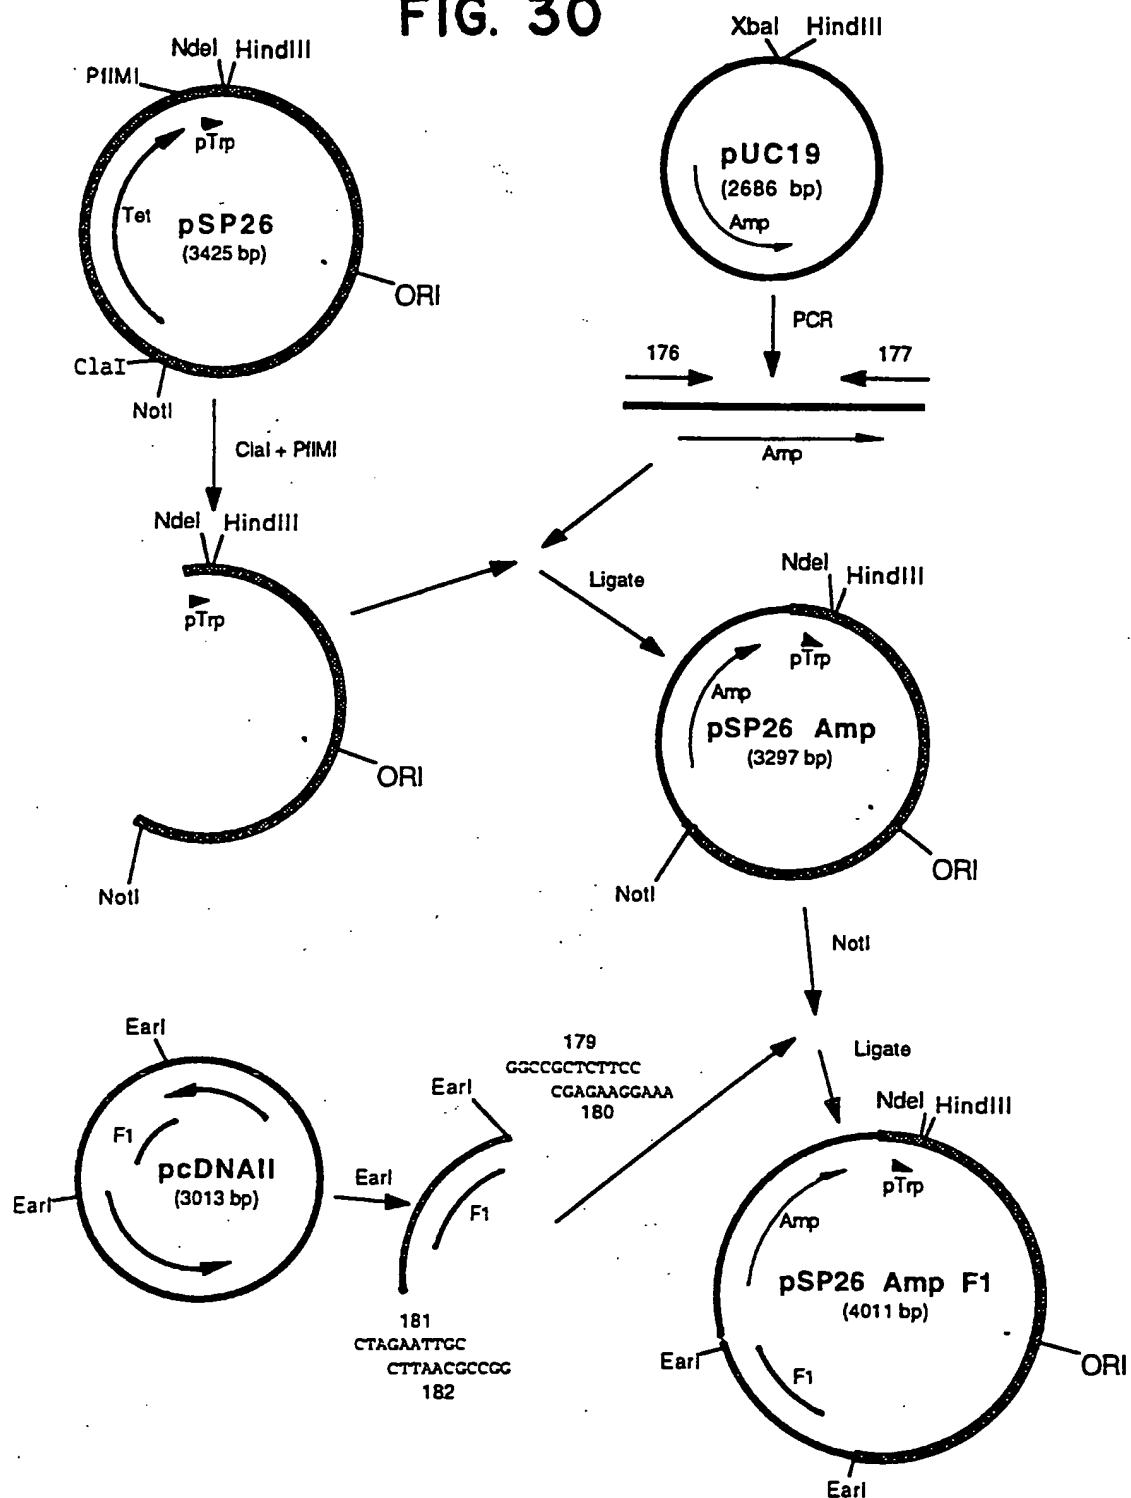 FIG. 30
NdeI HindIII
PflMI
pTrp
Tet
pSP26
(3425 bp)
ORI
ClaI
NotI
XbaI HindIII
pUC19
(2686 bp)
Amp
PCR
176
177
Amp
ClaI + PflMI
NdeI HindIII
pTrp
ORI
NotI
Ligate
NdeI
HindIII
pTrp
Amp
pSP26 Amp
(3297 bp)
NotI
ORI
NotI
EarI
F1
pcDNAII
(3013 bp)
EarI
EarI
EarI
F1
179
GGCCGCTCTTCC
CGAGAAGGAAA
180
181
CTAGAATTGC
CTTAACGCCGG
182
Ligate
NdeI HindIII
pTrp
Amp
pSP26 Amp F1
(4011 bp)
EarI
F1
ORI
EarI